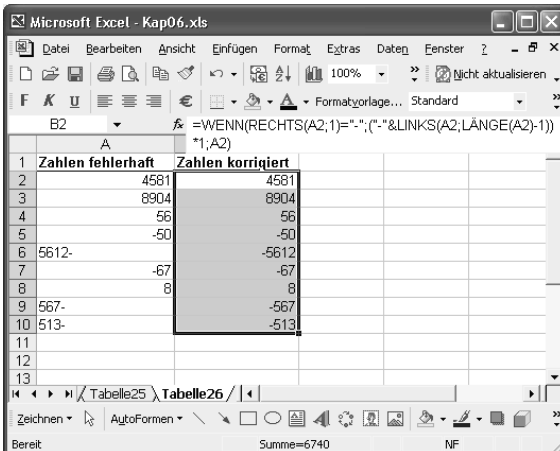 Microsoft Excel - Kap06.xls
Datei Bearbeiten Ansicht Einfügen Format Extras Daten Fenster ?
100% Nicht aktualisieren
F K U € A Formatvorlage... Standard
B2 fx =WENN(RECHTS(A2;1)="-";("-"&LINKS(A2;LÄNGE(A2)-1))
*1;A2)
A
1 Zahlen fehlerhaft Zahlen korrigiert
2 4581 4581
3 8904 8904
4 56 56
5 -50 -50
6 5612- -5612
7 -67 -67
8 8 8
9 567- -567
10 513- -513
11
12
13
Tabelle25 Tabelle26
Zeichnen AutoFormen
Bereit Summe=6740 NF